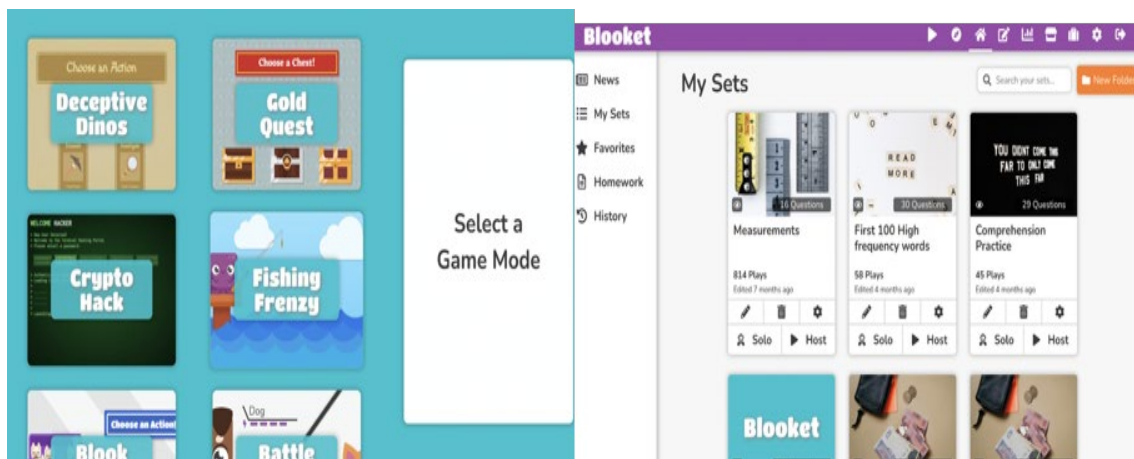 Choose an Action
Deceptive
Dinos
Choose a Chest!
Gold
Quest
WELCOME HACKER
Crypto
Hack
Fishing
Frenzy
Choose an Action!
Blook
Dog
Battle
Select a
Game Mode
Blooket
News
My Sets
Favorites
Homework
History
My Sets
Search your sets...
New Folder
16 Questions
Measurements
814 Plays
Edited 7 months ago
Solo
Host
READ
MORE
30 Questions
First 100 High
frequency words
58 Plays
Edited 4 months ago
Solo
Host
YOU DIDNT COME THIS
FAR TO ONLY COME
THIS FAR
29 Questions
Comprehension
Practice
45 Plays
Edited 4 months ago
Solo
Host
Blooket